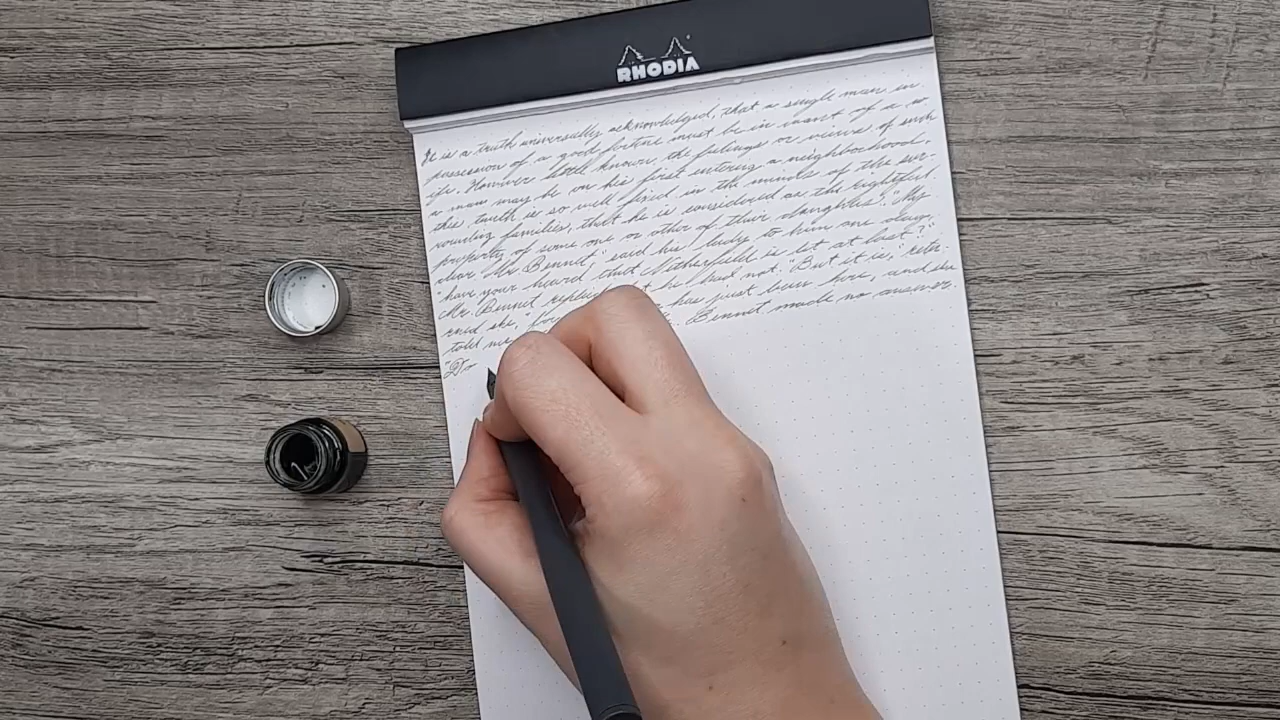 RHODIA
It is a truth universally acknowledged, that a single man in
possession of a good fortune must be in want of a w
ife. However little known, the feelings or views of such
a man may be on his first entering a neighborhood,
this truth is so well fixed in the minds of the sur-
rounding families, that he is considered as the rightful
property of some one or other of their daughters. "My
dear Mr. Bennet," said his lady to him one day,
"have your heard that Netherfield is let at last?"
Mr. Bennet replied he had not. "But it is," retu-
rned she, "for has just been here, and she
told me Bennet made no answer.
"Do